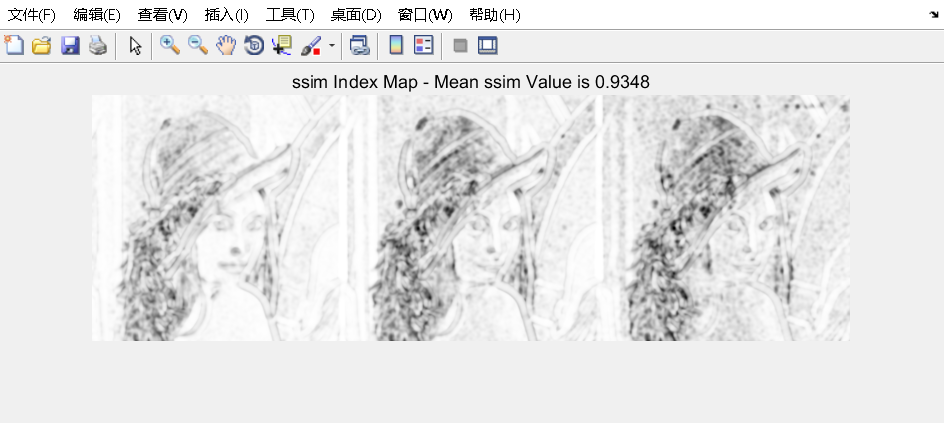 文件(F) 编辑(E) 查看(V) 插入(I) 工具(T) 桌面(D) 窗口(W) 帮助(H)
ssim Index Map - Mean ssim Value is 0.9348